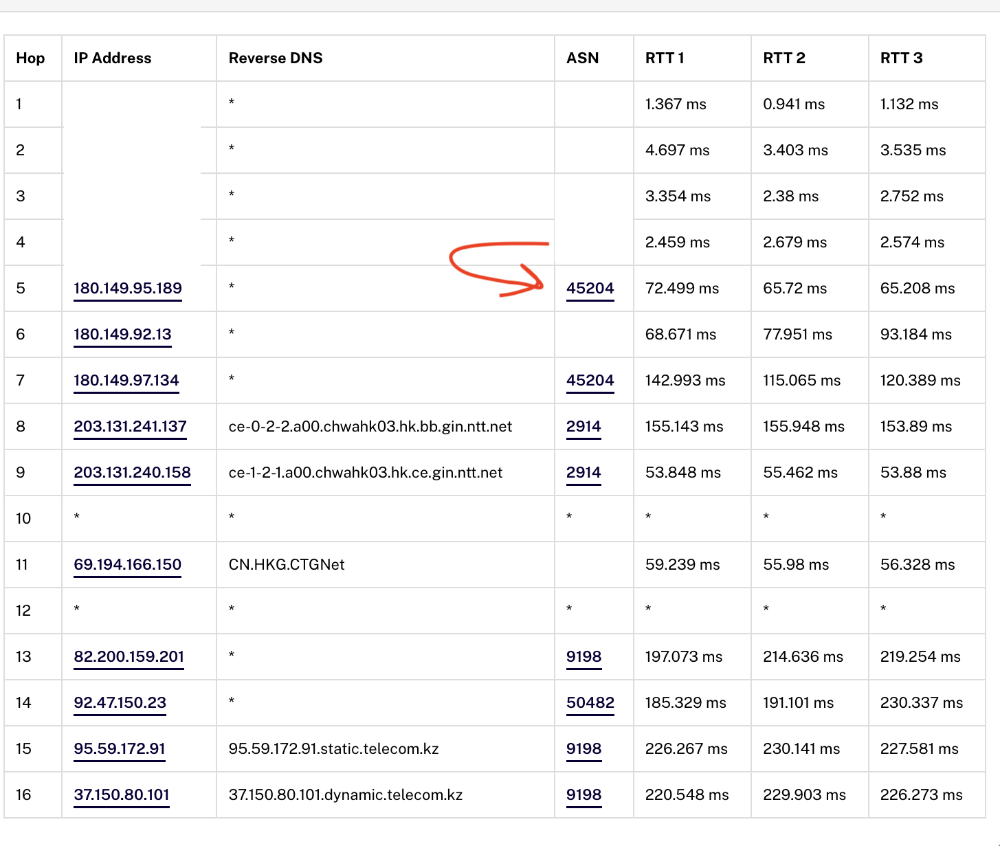 Hop IP Address Reverse DNS ASN RTT 1 RTT 2 RTT 3
1 * 1.367 ms 0.941 ms 1.132 ms
2 * 4.697 ms 3.403 ms 3.535 ms
3 * 3.354 ms 2.38 ms 2.752 ms
4 * 2.459 ms 2.679 ms 2.574 ms
5 180.149.95.189 * 45204 72.499 ms 65.72 ms 65.208 ms
6 180.149.92.13 * 68.671 ms 77.951 ms 93.184 ms
7 180.149.97.134 * 45204 142.993 ms 115.065 ms 120.389 ms
8 203.131.241.137 ce-0-2-2.a00.chwahk03.hk.bb.gin.ntt.net 2914 155.143 ms 155.948 ms 153.89 ms
9 203.131.240.158 ce-1-2-1.a00.chwahk03.hk.ce.gin.ntt.net 2914 53.848 ms 55.462 ms 53.88 ms
10 * * * * * *
11 69.194.166.150 CN.HKG.CTGNet 59.239 ms 55.98 ms 56.328 ms
12 * * * * * *
13 82.200.159.201 * 9198 197.073 ms 214.636 ms 219.254 ms
14 92.47.150.23 * 50482 185.329 ms 191.101 ms 230.337 ms
15 95.59.172.91 95.59.172.91.static.telecom.kz 9198 226.267 ms 230.141 ms 227.581 ms
16 37.150.80.101 37.150.80.101.dynamic.telecom.kz 9198 220.548 ms 229.903 ms 226.273 ms